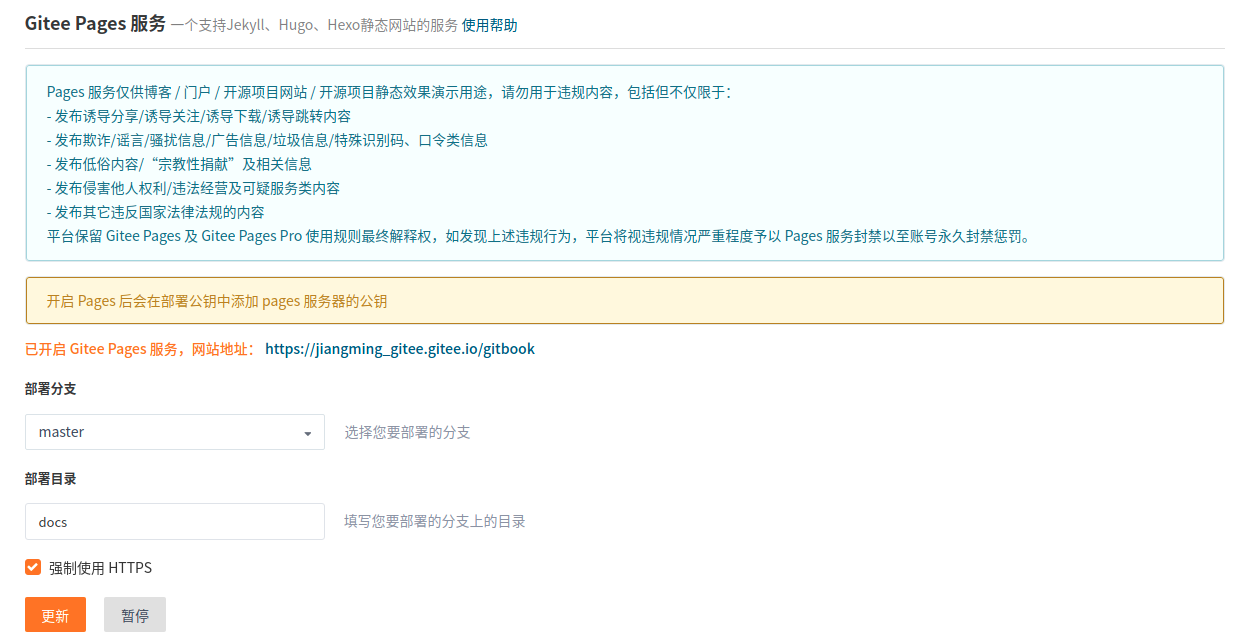 Gitee Pages 服务 一个支持Jekyll、Hugo、Hexo静态网站的服务 使用帮助
Pages 服务仅供博客 / 门户 / 开源项目网站 / 开源项目静态效果演示用途，请勿用于违规内容，包括但不仅限于：
- 发布诱导分享/诱导关注/诱导下载/诱导跳转内容
- 发布欺诈/谣言/骚扰信息/广告信息/垃圾信息/特殊识别码、口令类信息
- 发布低俗内容/“宗教性捐献”及相关信息
- 发布侵害他人权利/违法经营及可疑服务类内容
- 发布其它违反国家法律法规的内容
平台保留 Gitee Pages 及 Gitee Pages Pro 使用规则最终解释权，如发现上述违规行为，平台将视违规情况严重程度予以 Pages 服务封禁以至账号永久封禁惩罚。
开启 Pages 后会在部署公钥中添加 pages 服务器的公钥
已开启 Gitee Pages 服务，网站地址： https://jiangming_gitee.gitee.io/gitbook
部署分支
master 选择您要部署的分支
部署目录
docs 填写您要部署的分支上的目录
强制使用 HTTPS
更新 暂停